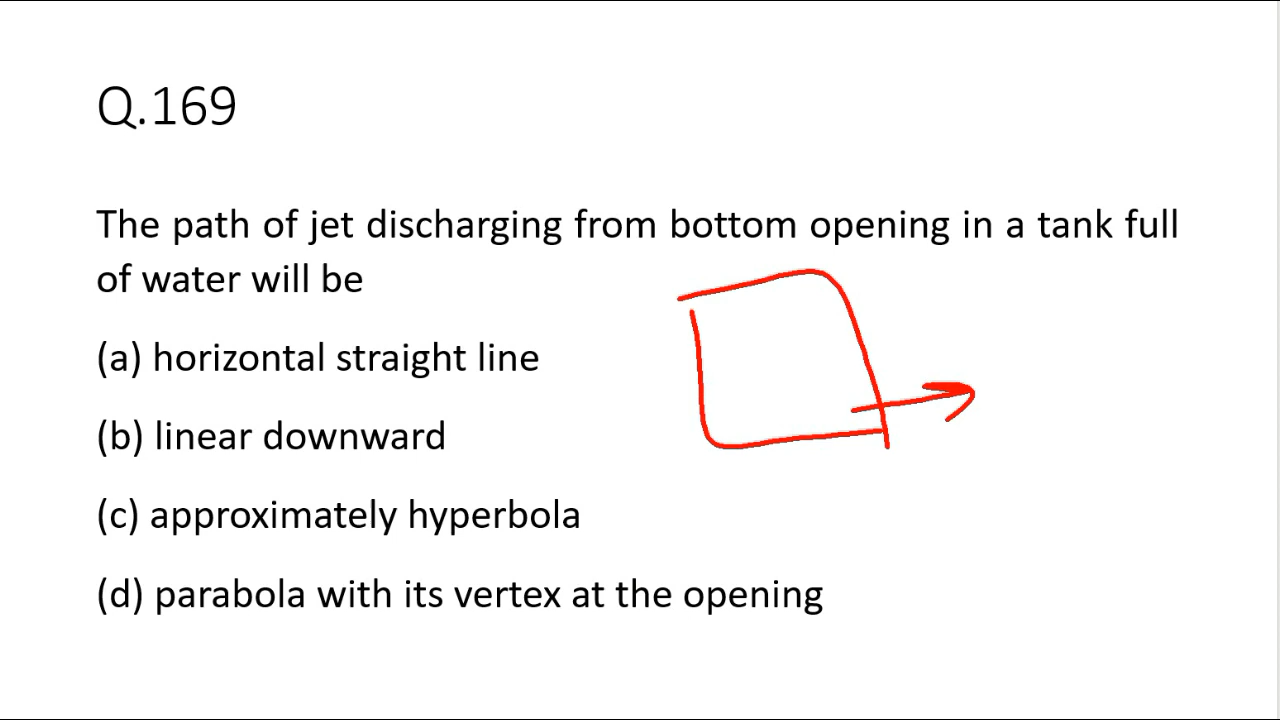 Q.169
The path of jet discharging from bottom opening in a tank full
of water will be
(a) horizontal straight line
(b) linear downward
(c) approximately hyperbola
(d) parabola with its vertex at the opening